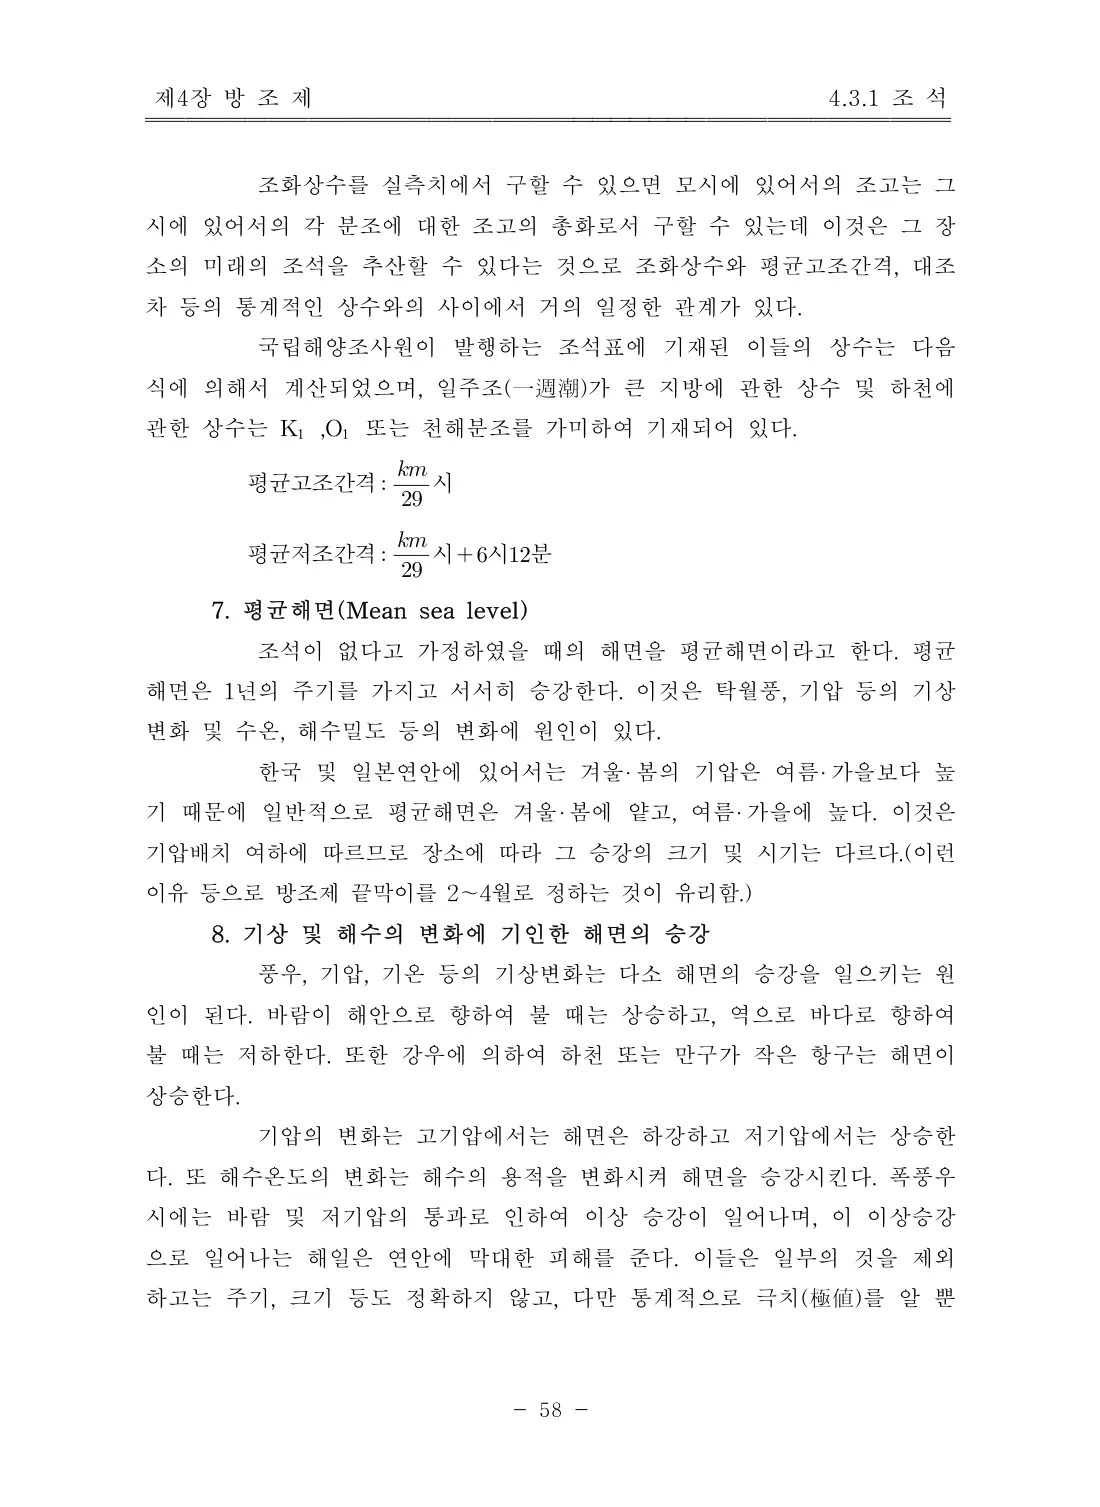 제4장 방 조 제 4.3.1 조 석
조화상수를 실측치에서 구할 수 있으면 모시에 있어서의 조고는 그
시에 있어서의 각 분조에 대한 조고의 총화로서 구할 수 있는데 이것은 그 장
소의 미래의 조석을 추산할 수 있다는 것으로 조화상수와 평균고조간격, 대조
차 등의 통계적인 상수와의 사이에서 거의 일정한 관계가 있다.
국립해양조사원이 발행하는 조석표에 기재된 이들의 상수는 다음
식에 의해서 계산되었으며, 일주조(一週潮)가 큰 지방에 관한 상수 및 하천에
관한 상수는 K₁ ,O₁ 또는 천해분조를 가미하여 기재되어 있다.
평균고조간격 : km/29 시
평균저조간격 : km/29 시+6시12분
7. 평균해면(Mean sea level)
조석이 없다고 가정하였을 때의 해면을 평균해면이라고 한다. 평균
해면은 1년의 주기를 가지고 서서히 승강한다. 이것은 탁월풍, 기압 등의 기상
변화 및 수온, 해수밀도 등의 변화에 원인이 있다.
한국 및 일본연안에 있어서는 겨울·봄의 기압은 여름·가을보다 높
기 때문에 일반적으로 평균해면은 겨울·봄에 얕고, 여름·가을에 높다. 이것은
기압배치 여하에 따르므로 장소에 따라 그 승강의 크기 및 시기는 다르다.(이런
이유 등으로 방조제 끝막이를 2～4월로 정하는 것이 유리함.)
8. 기상 및 해수의 변화에 기인한 해면의 승강
풍우, 기압, 기온 등의 기상변화는 다소 해면의 승강을 일으키는 원
인이 된다. 바람이 해안으로 향하여 불 때는 상승하고, 역으로 바다로 향하여
불 때는 저하한다. 또한 강우에 의하여 하천 또는 만구가 작은 항구는 해면이
상승한다.
기압의 변화는 고기압에서는 해면은 하강하고 저기압에서는 상승한
다. 또 해수온도의 변화는 해수의 용적을 변화시켜 해면을 승강시킨다. 폭풍우
시에는 바람 및 저기압의 통과로 인하여 이상 승강이 일어나며, 이 이상승강
으로 일어나는 해일은 연안에 막대한 피해를 준다. 이들은 일부의 것을 제외
하고는 주기, 크기 등도 정확하지 않고, 다만 통계적으로 극치(極値)를 알 뿐
- 58 -